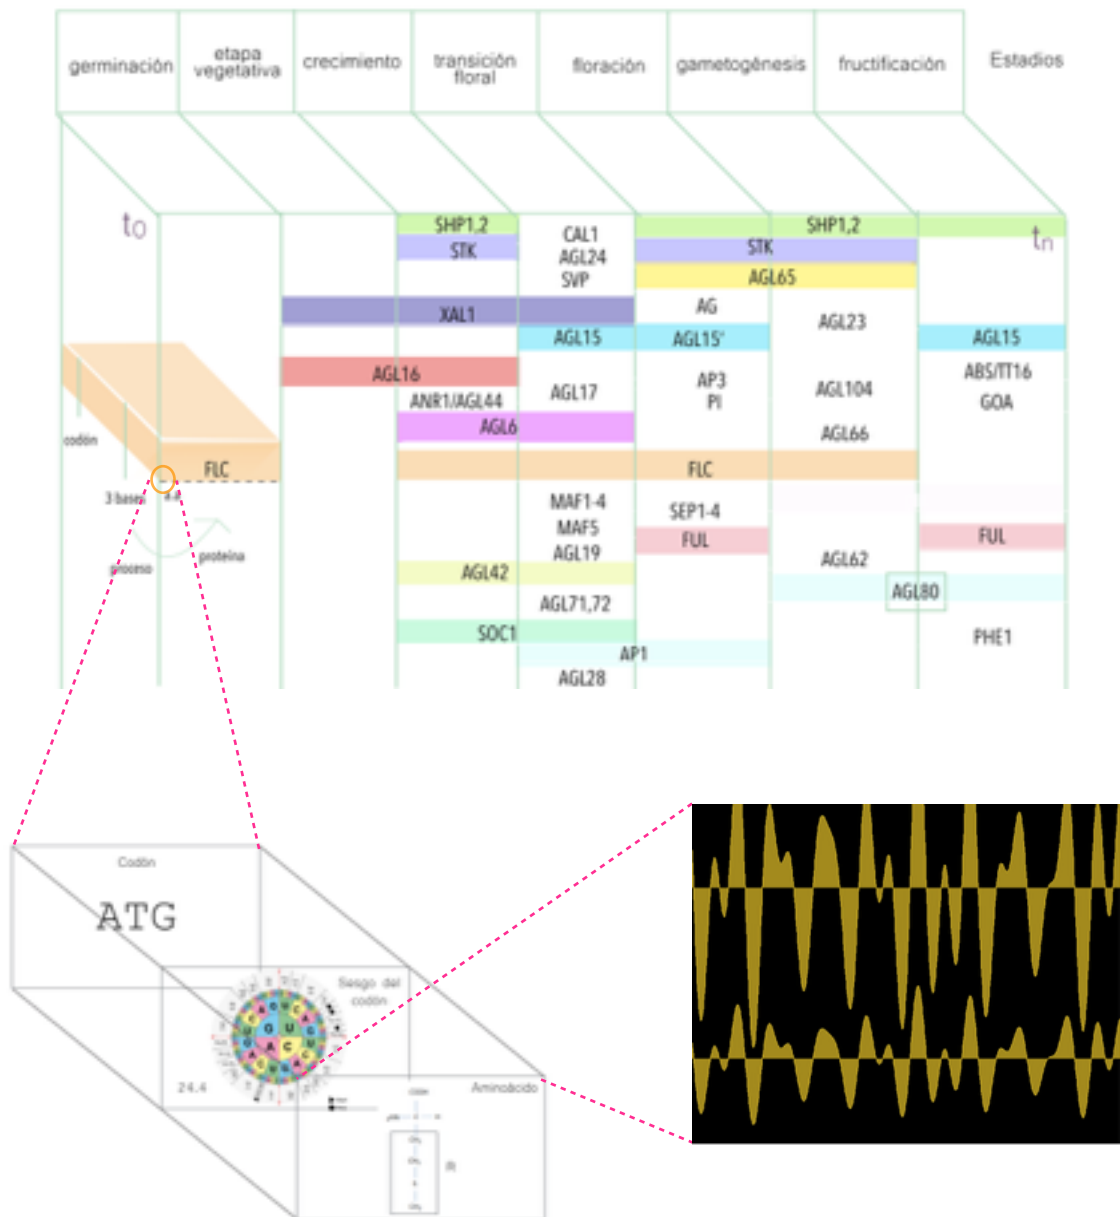 germinación
etapa
vegetativa
crecimiento
transición
floral
floración
gametogênesis
fructificación
Estadios
t0
tn
SHP1,2
STK
CAL1
AGL24
SVP
SHP1,2
STK
AGL65
XAL1
AG
AGL23
AGL15
AGL15'
AGL15
AGL16
ANR1/AGL44
AGL17
AP3
PI
AGL104
ABS/TT16
GOA
AGL6
AGL66
codón
FLC
FLC
3 bases
proceso
proteína
MAF1-4
MAF5
AGL19
SEP1-4
FUL
FUL
AGL62
AGL42
AGL80
AGL71,72
SOC1
AP1
PHE1
AGL28
Codón
ATG
Sesgo del
codón
G U
A C
24.4
Aminoácido